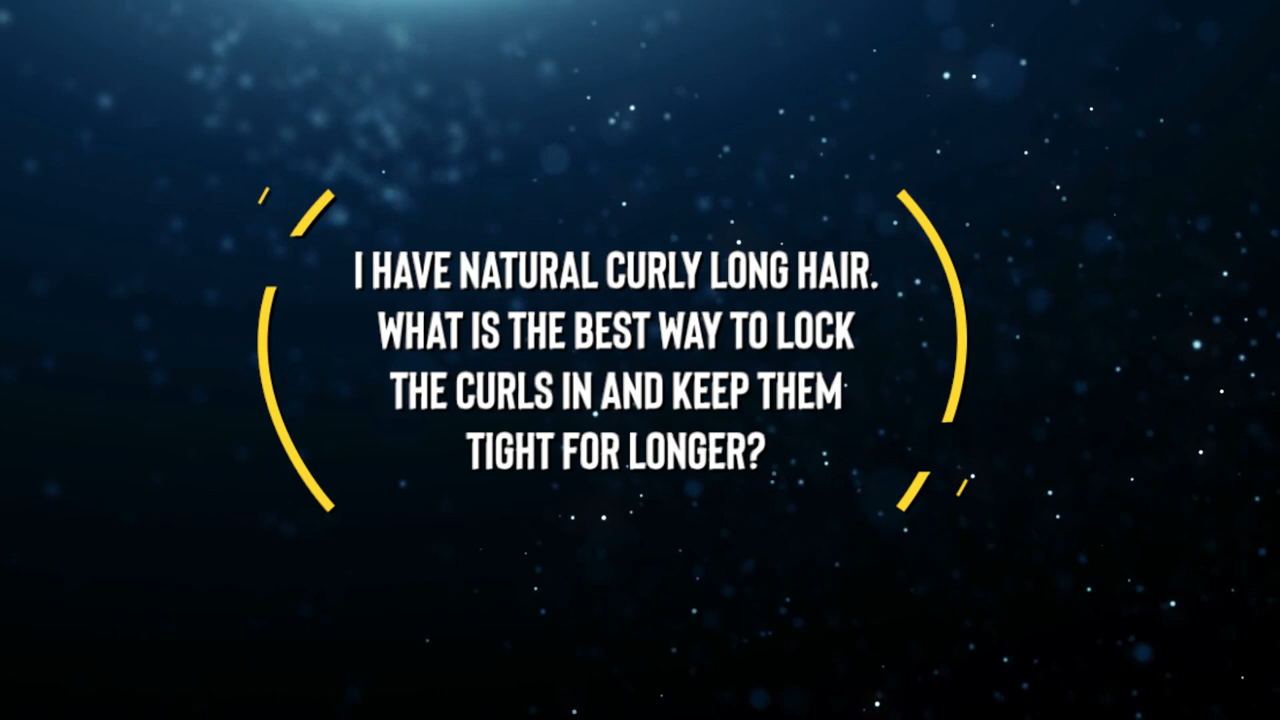 I HAVE NATURAL CURLY LONG HAIR.
WHAT IS THE BEST WAY TO LOCK
THE CURLS IN AND KEEP THEM
TIGHT FOR LONGER?